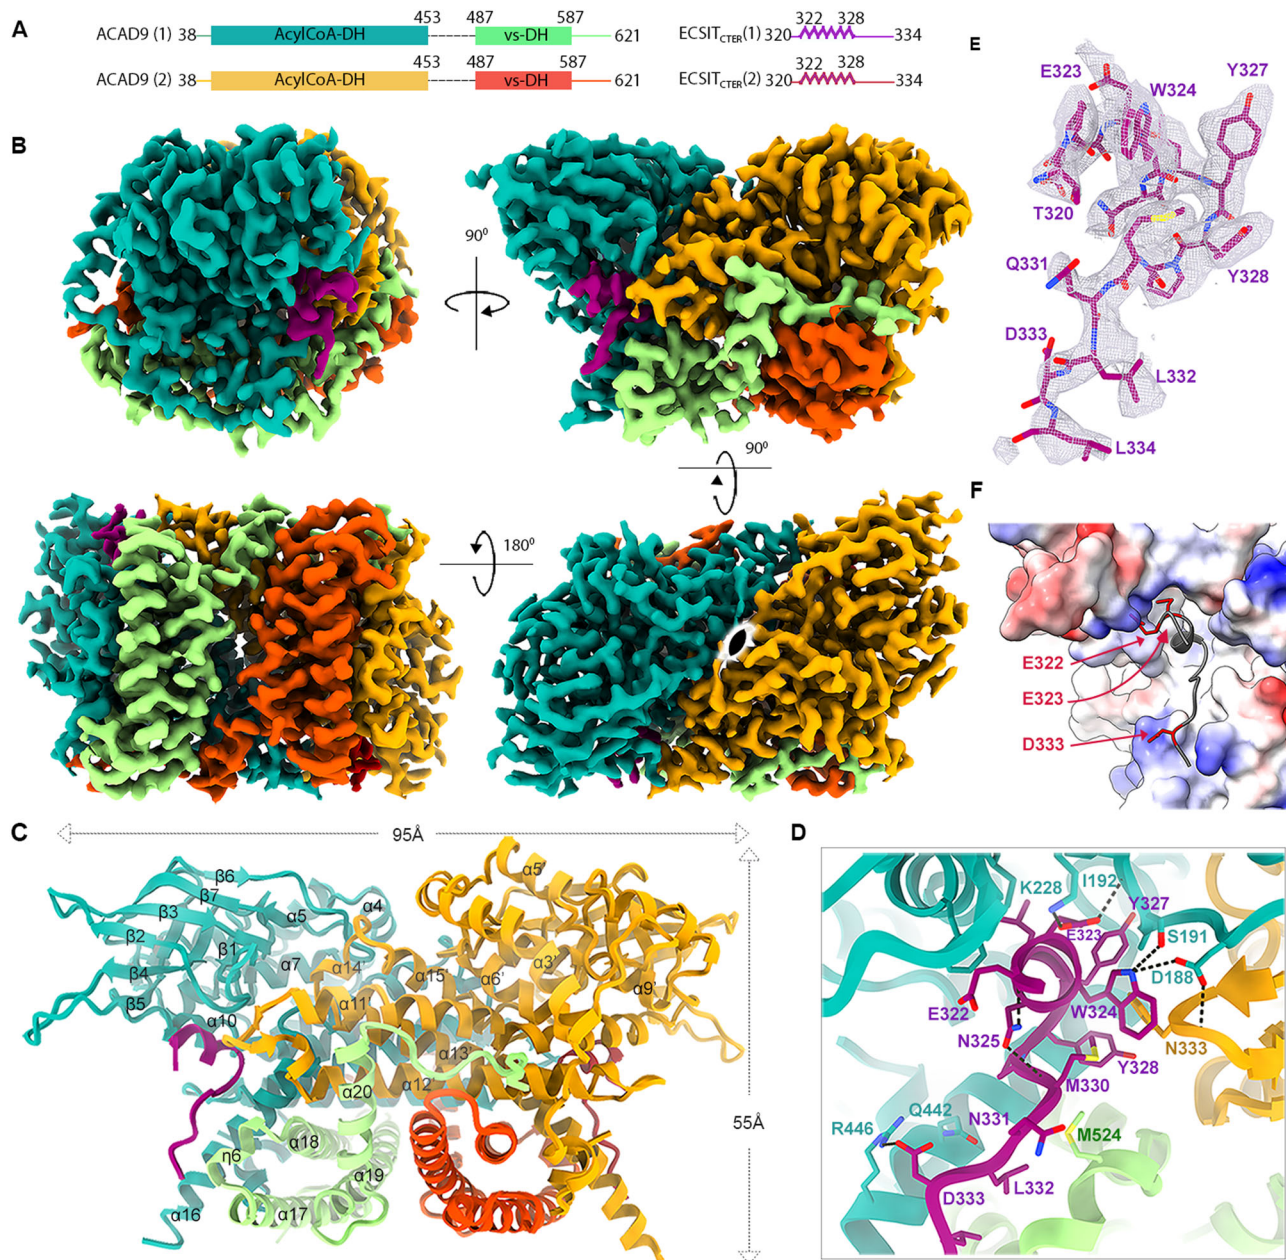 A
ACAD9 (1) 38 AcylCoA-DH 453 487 vs-DH 587 621
ECSIT_CTER(1) 320 322 328 334
ACAD9 (2) 38 AcylCoA-DH 453 487 vs-DH 587 621
ECSIT_CTER(2) 320 322 328 334
B
90⁰
90⁰
180⁰
C
95Å
55Å
β6
β7
β3
β2
β1
β4
β5
α5
α4
α7
α10
α14'
α11'
α15'
α6'
α3'
α5'
α9'
α13'
α12'
α20
α18
η6
α19
α17
α16
E
E323
W324
Y327
T320
Q331
Y328
D333
L332
L334
F
E322
E323
D333
D
K228
I192
Y327
E323
S191
D188
E322
W324
N325
N333
Y328
M330
Q442
N331
R446
M524
L332
D333